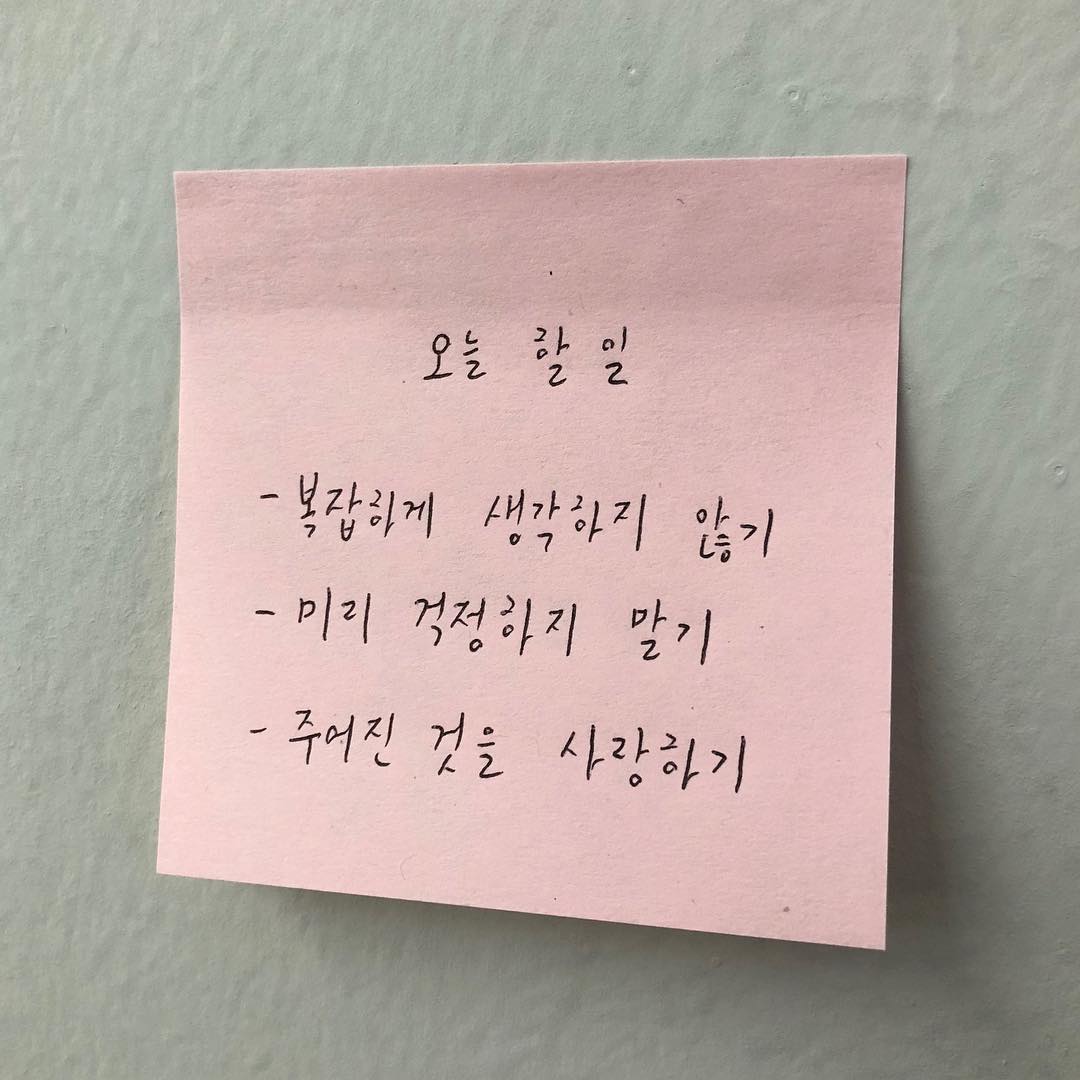 오늘 할 일
- 복잡하게 생각하지 않기
- 미리 걱정하지 말기
- 주어진 것을 사랑하기